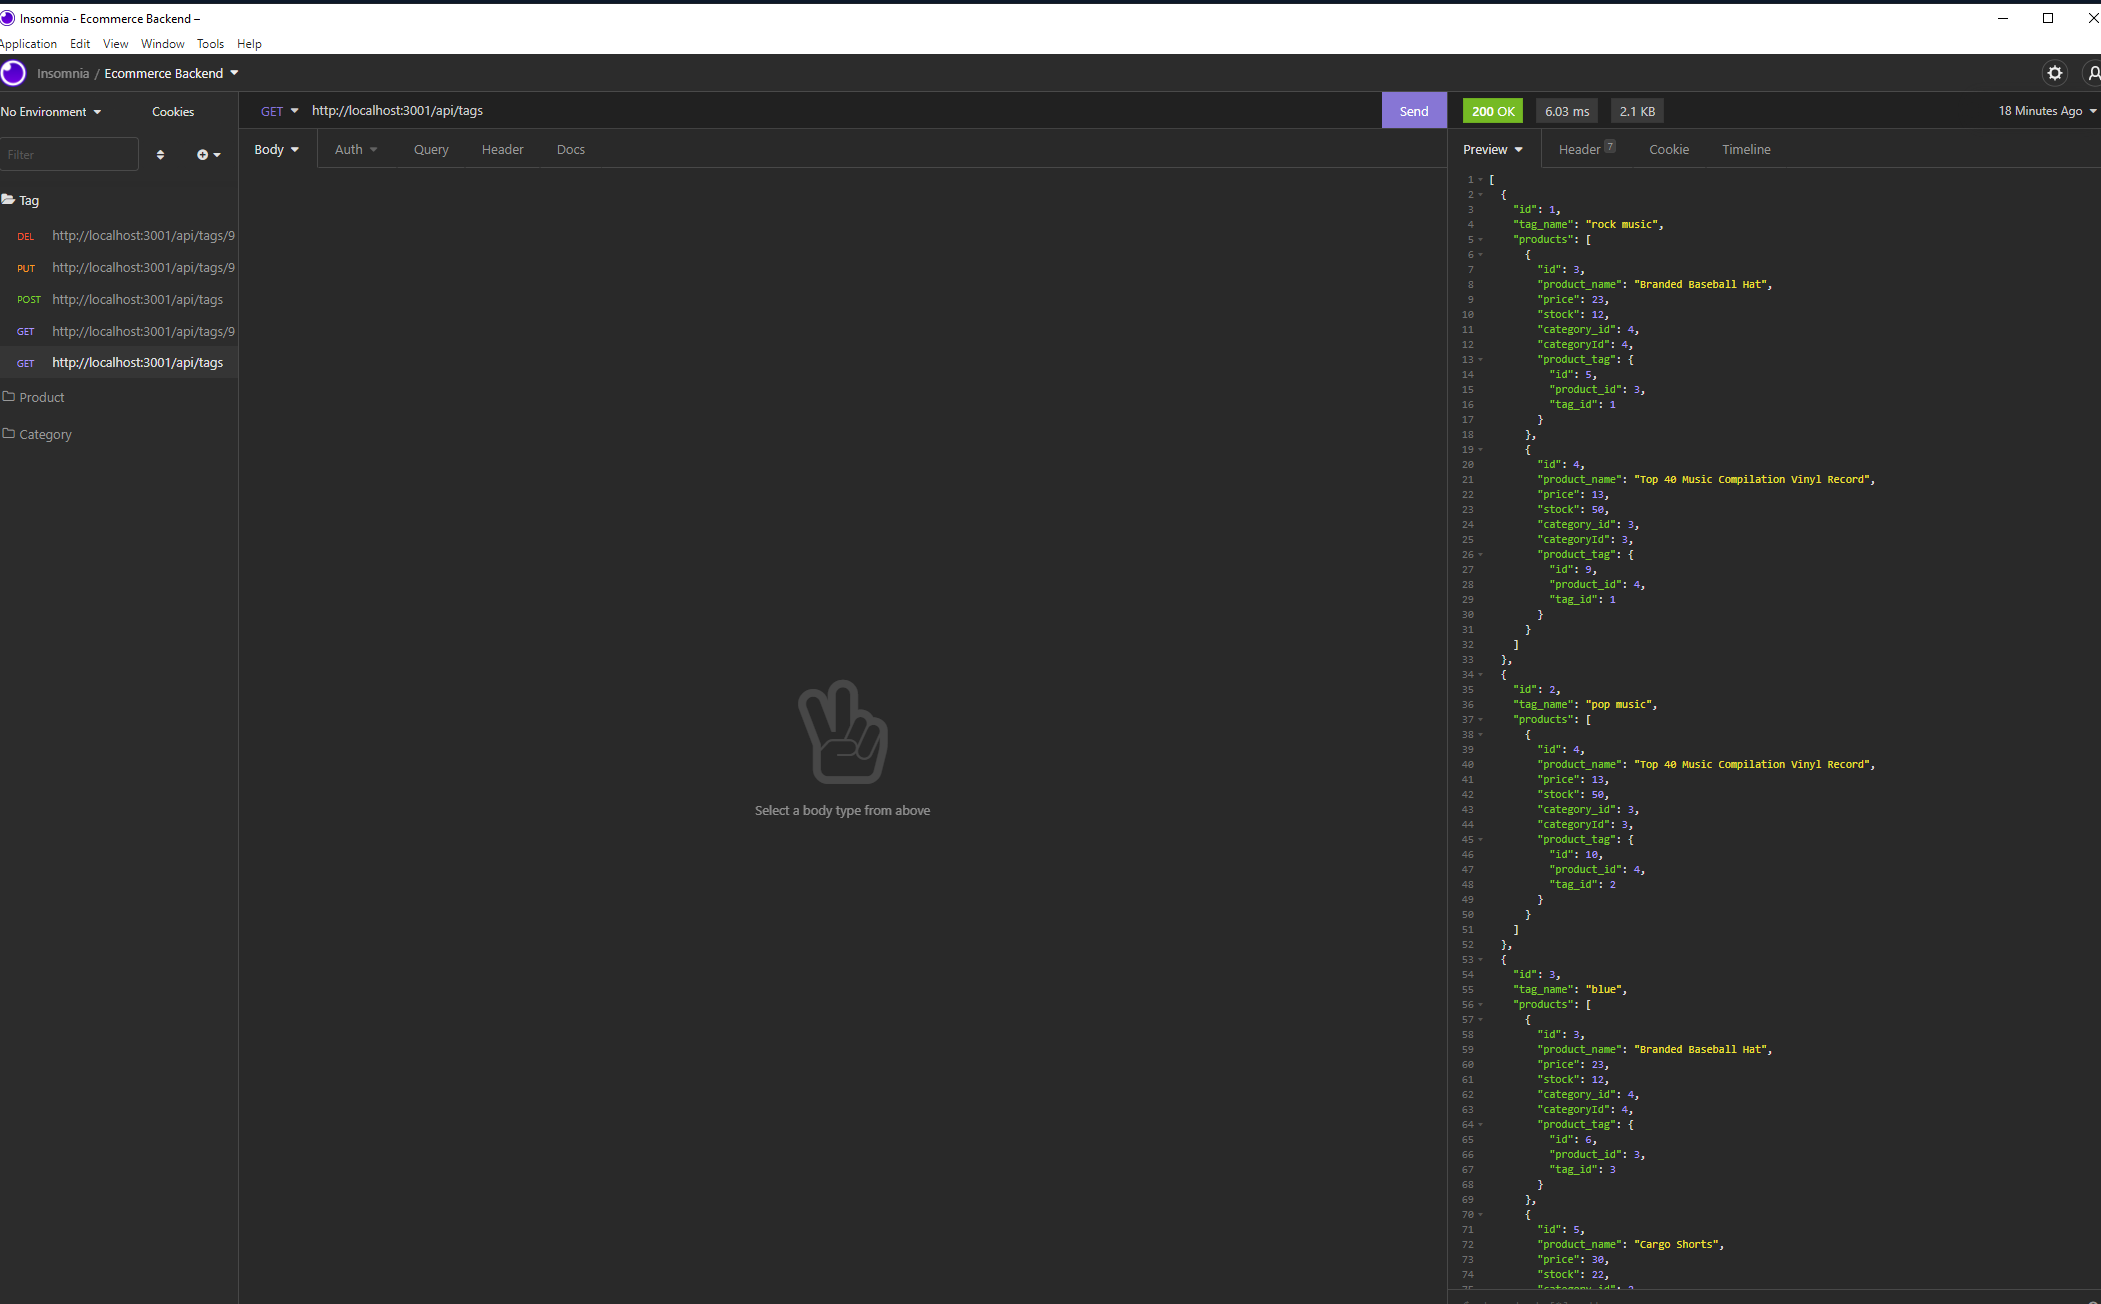 Insomnia - Ecommerce Backend –
Application Edit View Window Tools Help
Insomnia / Ecommerce Backend
No Environment Cookies
Filter
Tag
DEL http://localhost:3001/api/tags/9
PUT http://localhost:3001/api/tags/9
POST http://localhost:3001/api/tags
GET http://localhost:3001/api/tags/9
GET http://localhost:3001/api/tags
Product
Category
GET http://localhost:3001/api/tags Send
Body Auth Query Header Docs
Select a body type from above
200 OK 6.03 ms 2.1 KB 18 Minutes Ago
Preview Header 7 Cookie Timeline
1 [
2 {
3 "id": 1,
4 "tag_name": "rock music",
5 "products": [
6 {
7 "id": 3,
8 "product_name": "Branded Baseball Hat",
9 "price": 23,
10 "stock": 12,
11 "category_id": 4,
12 "categoryId": 4,
13 "product_tag": {
14 "id": 5,
15 "product_id": 3,
16 "tag_id": 1
17 }
18 },
19 {
20 "id": 4,
21 "product_name": "Top 40 Music Compilation Vinyl Record",
22 "price": 13,
23 "stock": 50,
24 "category_id": 3,
25 "categoryId": 3,
26 "product_tag": {
27 "id": 9,
28 "product_id": 4,
29 "tag_id": 1
30 }
31 }
32 ]
33 },
34 {
35 "id": 2,
36 "tag_name": "pop music",
37 "products": [
38 {
39 "id": 4,
40 "product_name": "Top 40 Music Compilation Vinyl Record",
41 "price": 13,
42 "stock": 50,
43 "category_id": 3,
44 "categoryId": 3,
45 "product_tag": {
46 "id": 10,
47 "product_id": 4,
48 "tag_id": 2
49 }
50 }
51 ]
52 },
53 {
54 "id": 3,
55 "tag_name": "blue",
56 "products": [
57 {
58 "id": 3,
59 "product_name": "Branded Baseball Hat",
60 "price": 23,
61 "stock": 12,
62 "category_id": 4,
63 "categoryId": 4,
64 "product_tag": {
65 "id": 6,
66 "product_id": 3,
67 "tag_id": 3
68 }
69 },
70 {
71 "id": 5,
72 "product_name": "Cargo Shorts",
73 "price": 30,
74 "stock": 22,